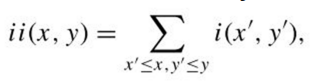 ii(x, y) = ∑ i(x′, y′),
x′≤x,y′≤y